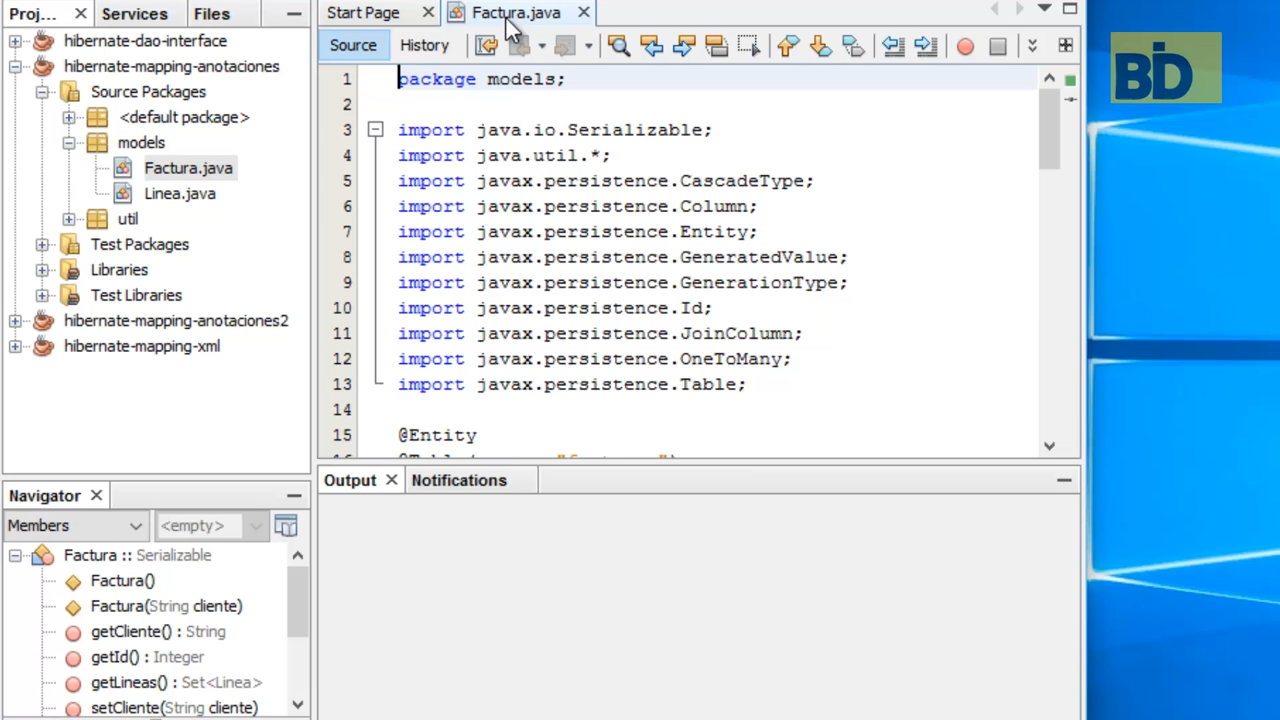 Proj...
Services
Files
hibernate-dao-interface
hibernate-mapping-anotaciones
Source Packages
<default package>
models
Factura.java
Linea.java
util
Test Packages
Libraries
Test Libraries
hibernate-mapping-anotaciones2
hibernate-mapping-xml
Start Page
Factura.java
Source
History
1 package models;
2
3 import java.io.Serializable;
4 import java.util.*;
5 import javax.persistence.CascadeType;
6 import javax.persistence.Column;
7 import javax.persistence.Entity;
8 import javax.persistence.GeneratedValue;
9 import javax.persistence.GenerationType;
10 import javax.persistence.Id;
11 import javax.persistence.JoinColumn;
12 import javax.persistence.OneToMany;
13 import javax.persistence.Table;
14
15 @Entity
BID
Navigator
Members
<empty>
Factura :: Serializable
Factura()
Factura(String cliente)
getCliente() : String
getId() : Integer
getLineas() : Set<Linea>
setCliente(String cliente)
Output
Notifications